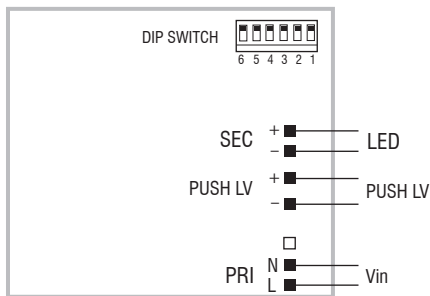 DIP SWITCH
6 5 4 3 2 1
SEC + − LED
PUSH LV + − PUSH LV
PRI N L Vin